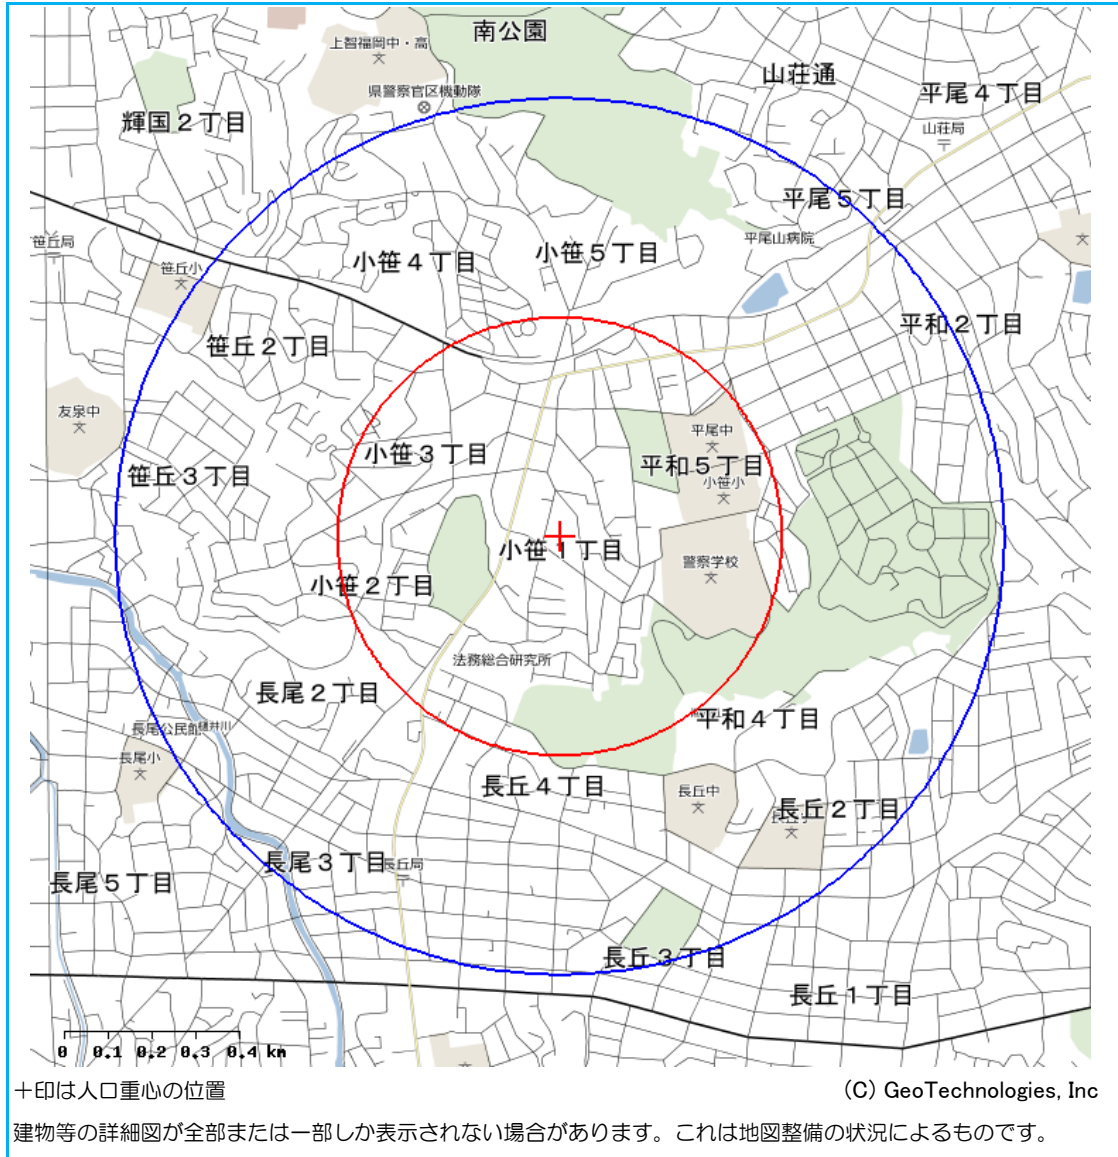 南公園
上智福岡中・高
山荘通
県警察官区機動隊
平尾4丁目
輝国2丁目
山荘局
平尾5丁目
平尾山病院
笹丘局
小笹5丁目
小笹4丁目
笹丘小
平和2丁目
笹丘2丁目
友泉中
平尾中
小笹3丁目
平和5丁目
笹丘3丁目
小笹小
小笹1丁目
警察学校
小笹2丁目
法務総合研究所
長尾2丁目
平和4丁目
長尾公民館
樋井川
長尾小
長丘4丁目
長丘中
長丘2丁目
長尾3丁目
長丘局
長尾5丁目
長丘3丁目
長丘1丁目
0 0.1 0.2 0.3 0.4 km
+印は人口重心の位置
(C) GeoTechnologies, Inc
建物等の詳細図が全部または一部しか表示されない場合があります。これは地図整備の状況によるものです。